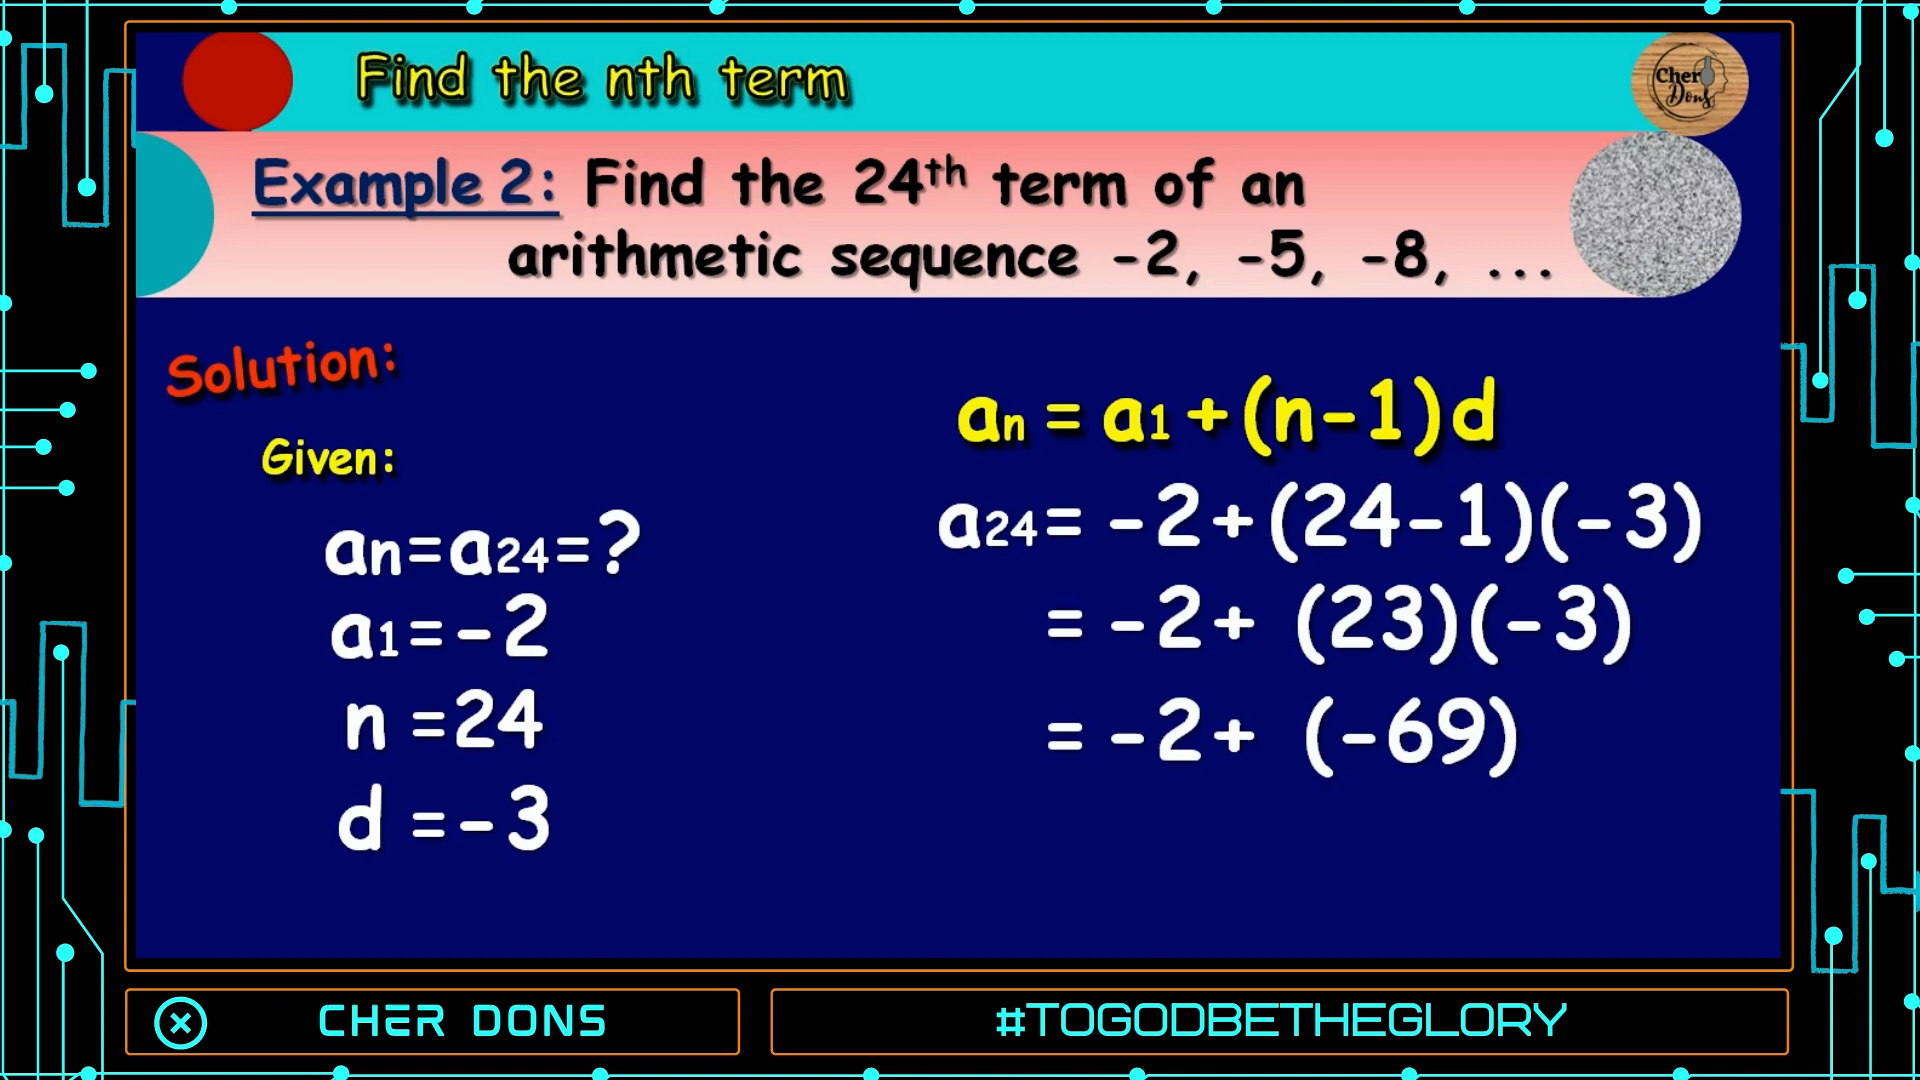 Find the nth term
Cher
Dons
Example 2: Find the 24th term of an
arithmetic sequence -2, -5, -8, ...
Solution:
Given:
an=a24=?
a1=-2
n =24
d =-3
an = a1+(n-1)d
a24= -2+(24-1)(-3)
= -2+ (23)(-3)
= -2+ (-69)
CHER DONS
#TOGODBETHEGLORY